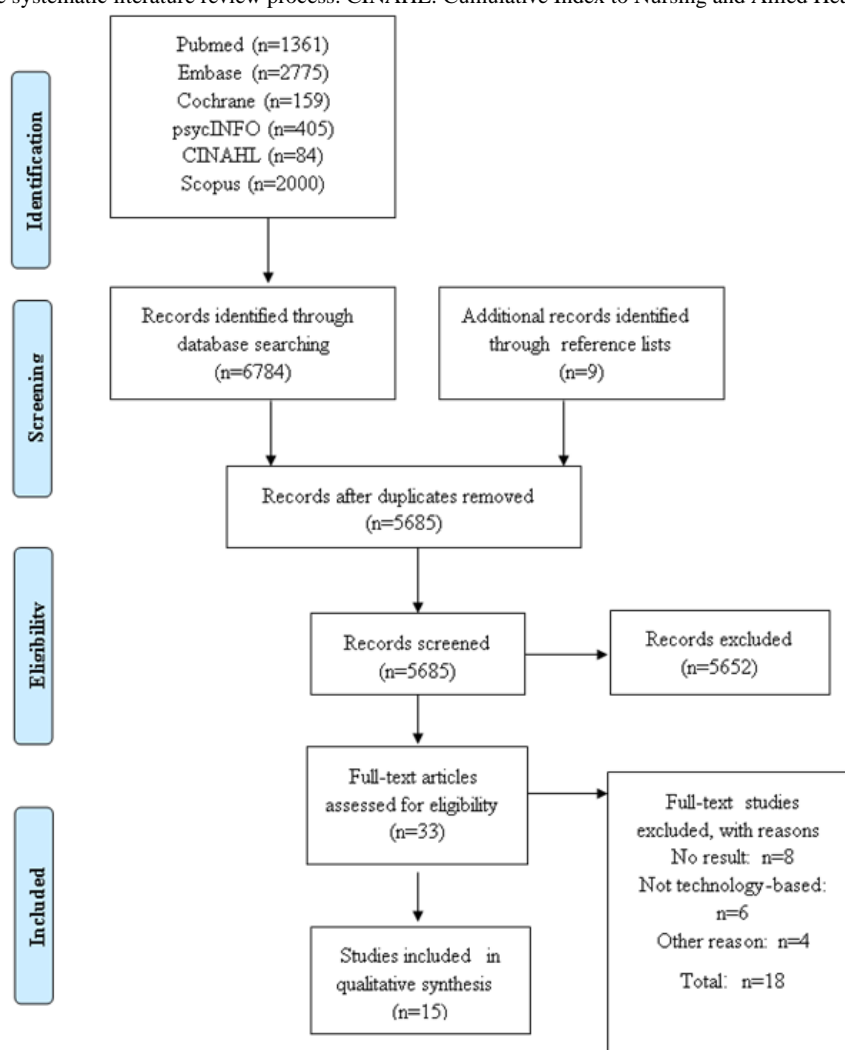 systematic literature review process. CINAHL: Cumulative Index to Nursing and Allied
Identification
Pubmed (n=1361)
Embase (n=2775)
Cochrane (n=159)
psycINFO (n=405)
CINAHL (n=84)
Scopus (n=2000)
Screening
Records identified through
database searching
(n=6784)
Additional records identified
through reference lists
(n=9)
Records after duplicates removed
(n=5685)
Eligibility
Records screened
(n=5685)
Records excluded
(n=5652)
Full-text articles
assessed for eligibility
(n=33)
Full-text studies
excluded, with reasons
No result: n=8
Not technology-based:
n=6
Other reason: n=4
Total: n=18
Included
Studies included in
qualitative synthesis
(n=15)